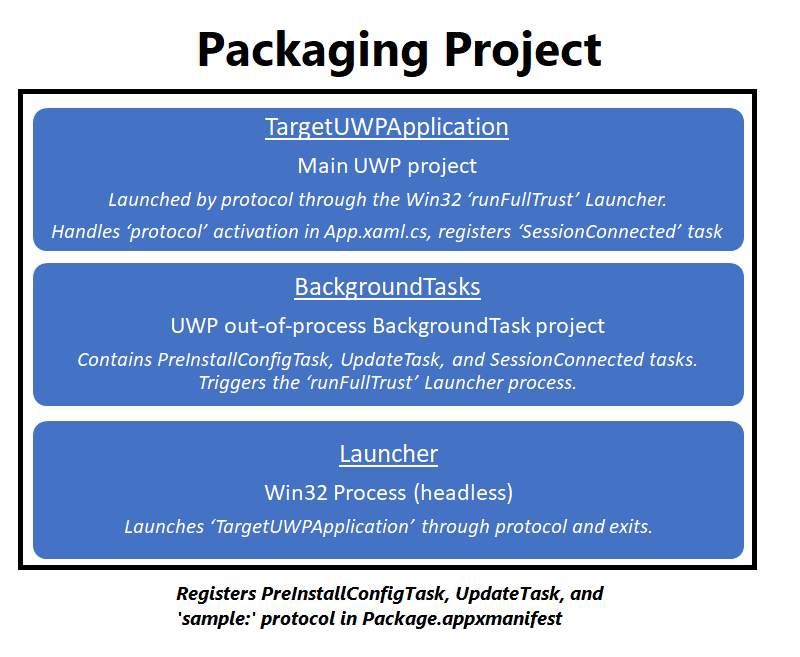 Packaging Project
TargetUWPApplication
Main UWP project
Launched by protocol through the Win32 ‘runFullTrust’ Launcher.
Handles ‘protocol’ activation in App.xaml.cs, registers ‘SessionConnected’ task
BackgroundTasks
UWP out-of-process BackgroundTask project
Contains PreInstallConfigTask, UpdateTask, and SessionConnected tasks.
Triggers the ‘runFullTrust’ Launcher process.
Launcher
Win32 Process (headless)
Launches ‘TargetUWPApplication’ through protocol and exits.
Registers PreInstallConfigTask, UpdateTask, and
'sample:' protocol in Package.appxmanifest